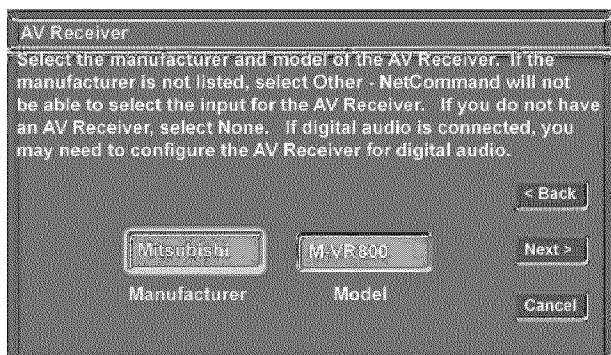 AV Receiver
Select the manufacturer and model of the AV Receiver. If the
manufacturer is not listed, select Other - NetCommand will not
be able to select the input for the AV Receiver. If you do not have
an AV Receiver, select None. If digital audio is connected, you
may need to configure the AV Receiver for digital audio.
< Back
Mitsubishi M-VR800 Next >
Manufacturer Model
Cancel